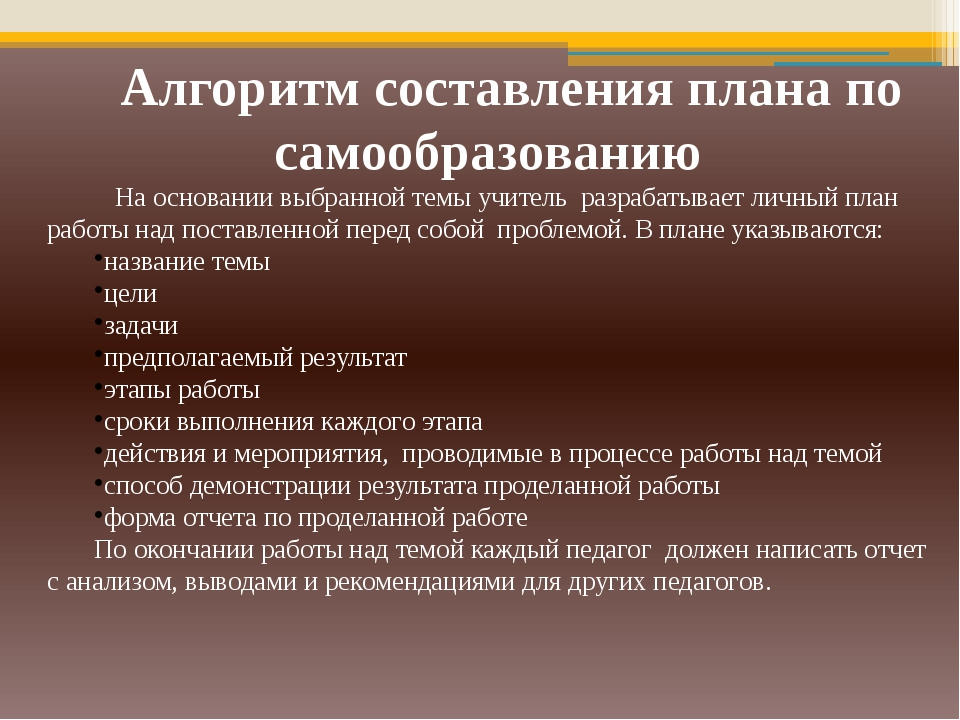 Алгоритм составления плана по
самообразованию
На основании выбранной темы учитель разрабатывает личный план
работы над поставленной перед собой проблемой. В плане указываются:
•название темы
•цели
•задачи
•предполагаемый результат
•этапы работы
•сроки выполнения каждого этапа
•действия и мероприятия, проводимые в процессе работы над темой
•способ демонстрации результата проделанной работы
•форма отчета по проделанной работе
По окончании работы над темой каждый педагог должен написать отчет
с анализом, выводами и рекомендациями для других педагогов.